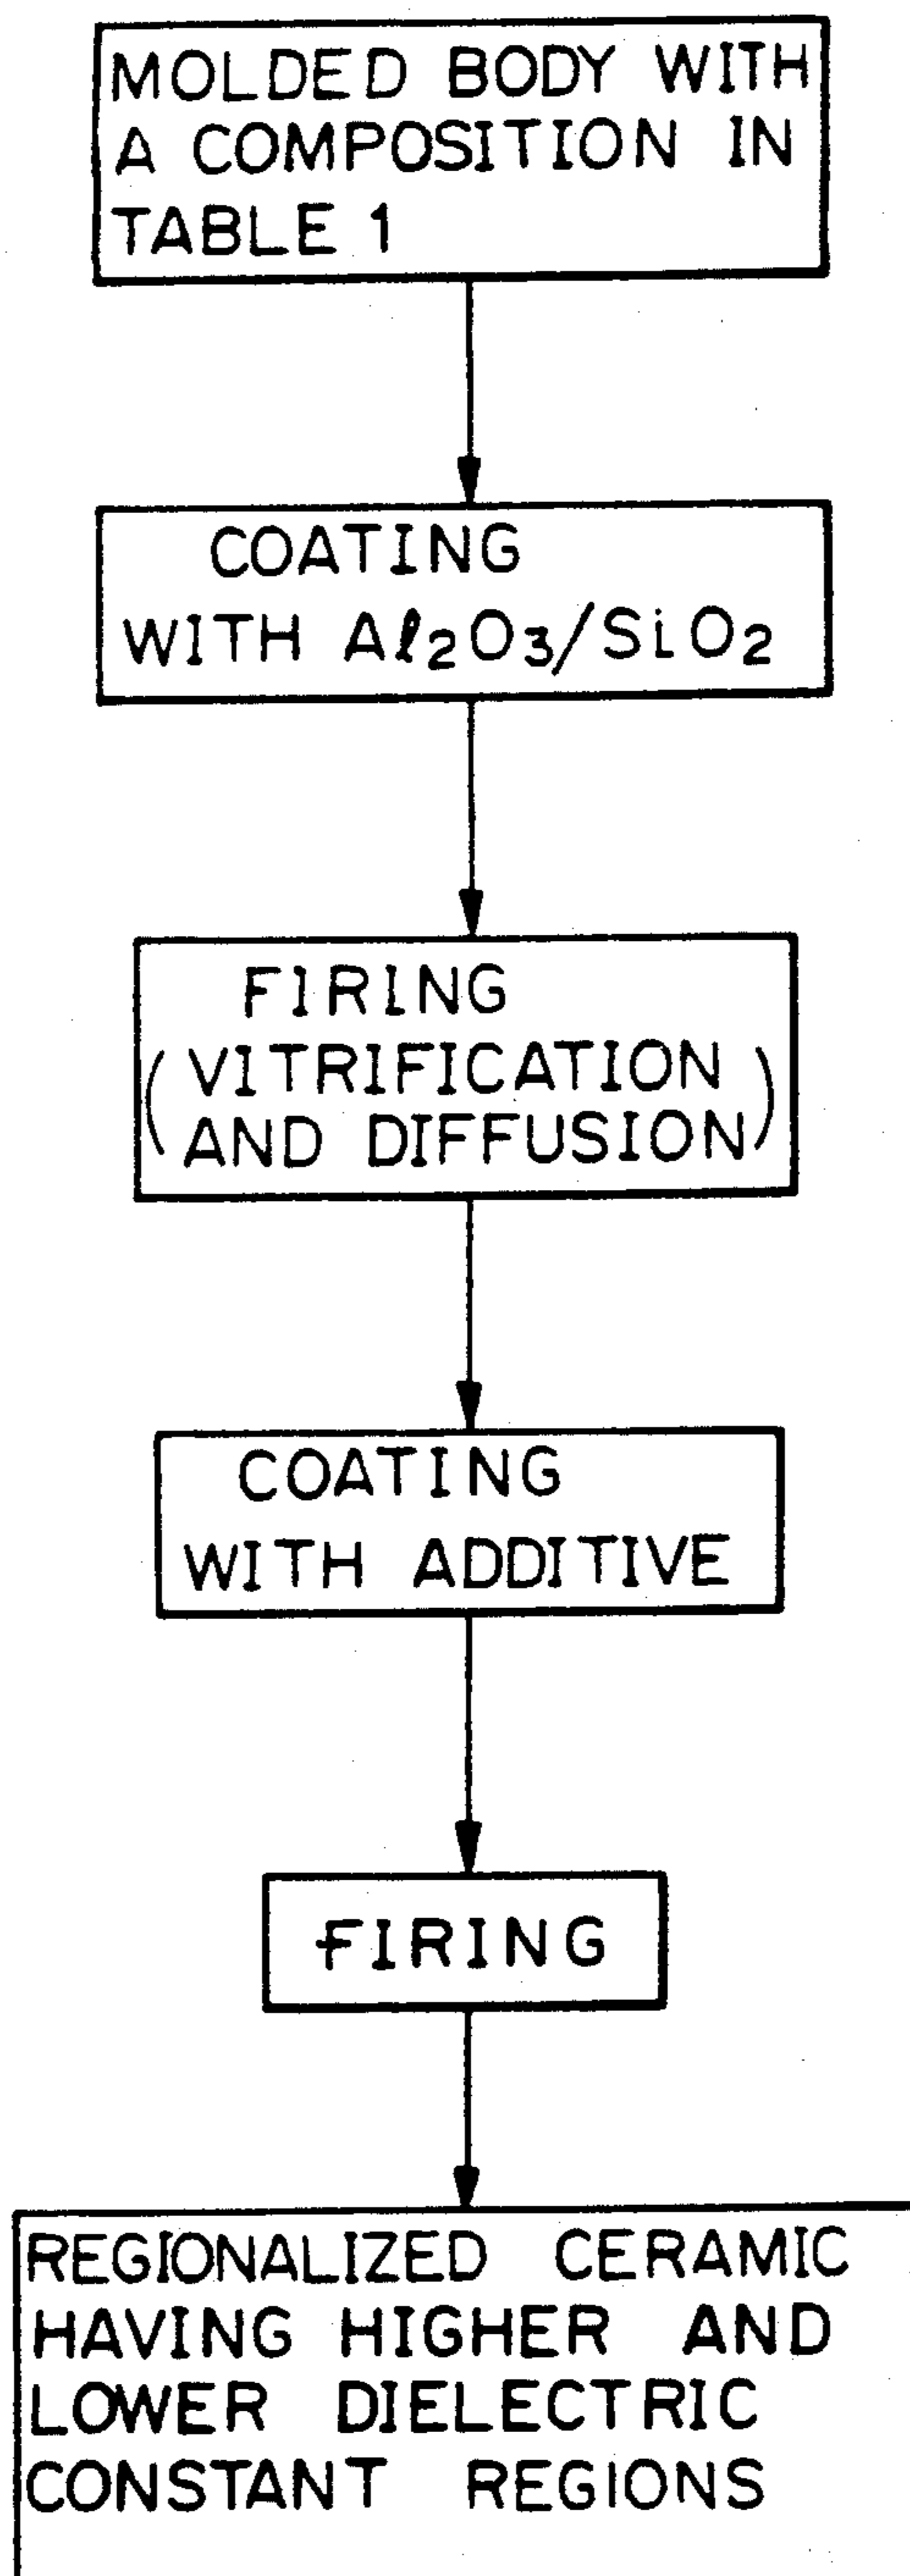 MOLDED BODY WITH
A COMPOSITION IN
TABLE 1
COATING
WITH Aℓ₂O₃/SiO₂
FIRING
(VITRIFICATION
AND DIFFUSION)
COATING
WITH ADDITIVE
FIRING
REGIONALIZED CERAMIC
HAVING HIGHER AND
LOWER DIELECTRIC
CONSTANT REGIONS